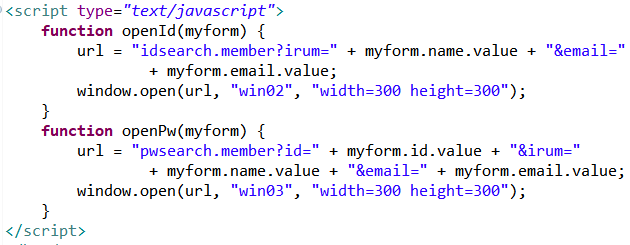 <script type="text/javascript">
function openId(myform) {
url = "idsearch.member?irum=" + myform.name.value + "&email="
+ myform.email.value;
window.open(url, "win02", "width=300 height=300");
}
function openPw(myform) {
url = "pwsearch.member?id=" + myform.id.value + "&irum="
+ myform.name.value + "&email=" + myform.email.value;
window.open(url, "win03", "width=300 height=300");
}
</script>